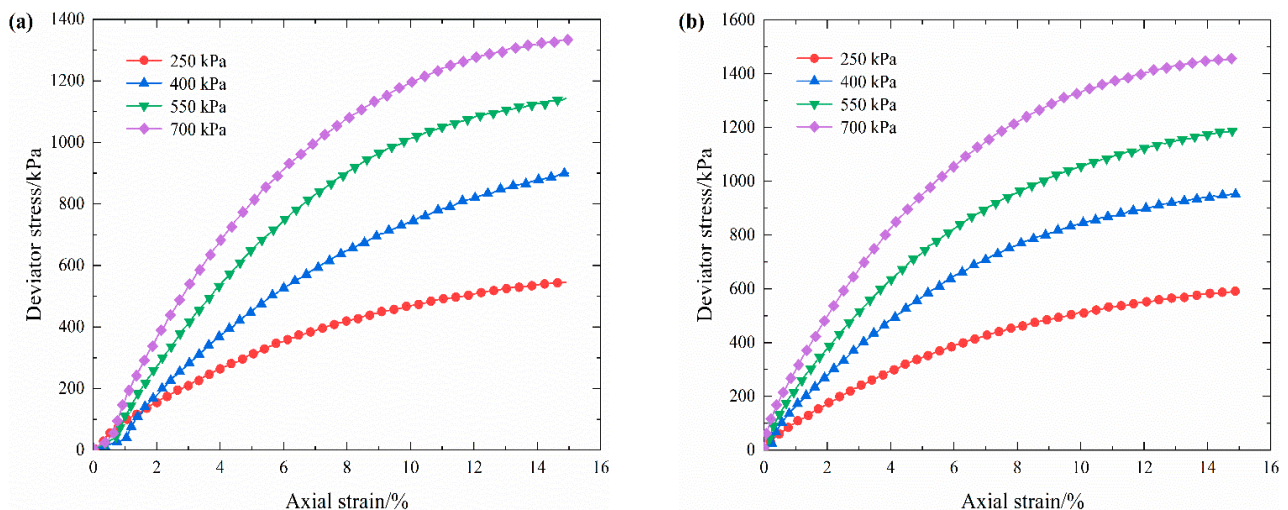 (a)
1400
1200
1000
800
600
400
200
0
Deviator stress/kPa
250 kPa
400 kPa
550 kPa
700 kPa
0 2 4 6 8 10 12 14 16
Axial strain/%
(b)
1600
1400
1200
1000
800
600
400
200
0
Deviator stress/kPa
250 kPa
400 kPa
550 kPa
700 kPa
0 2 4 6 8 10 12 14 16
Axial strain/%